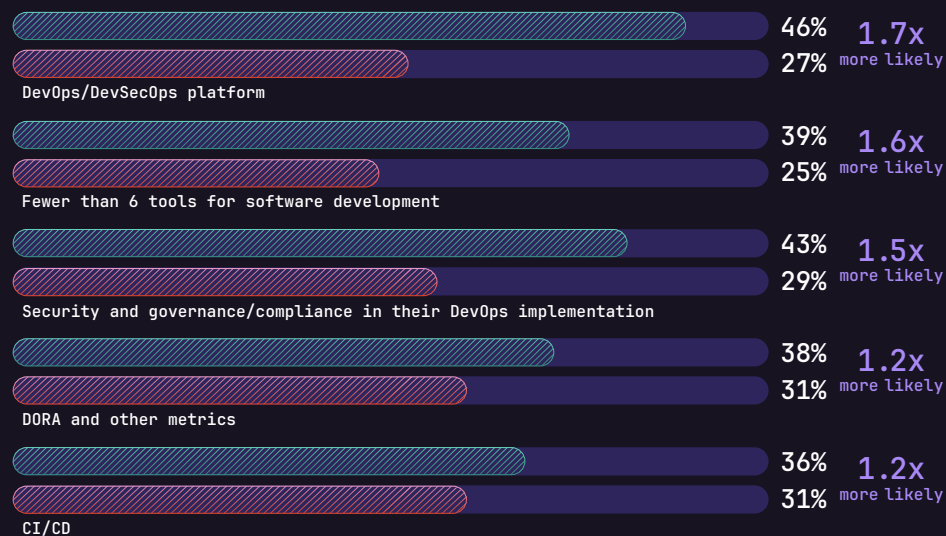 46%
1.7x
more likely
27%
DevOps/DevSecOps platform
39%
1.6x
more likely
25%
Fewer than 6 tools for software development
43%
1.5x
more likely
29%
Security and governance/compliance in their DevOps implementation
38%
1.2x
more likely
31%
DORA and other metrics
36%
1.2x
more likely
31%
CI/CD